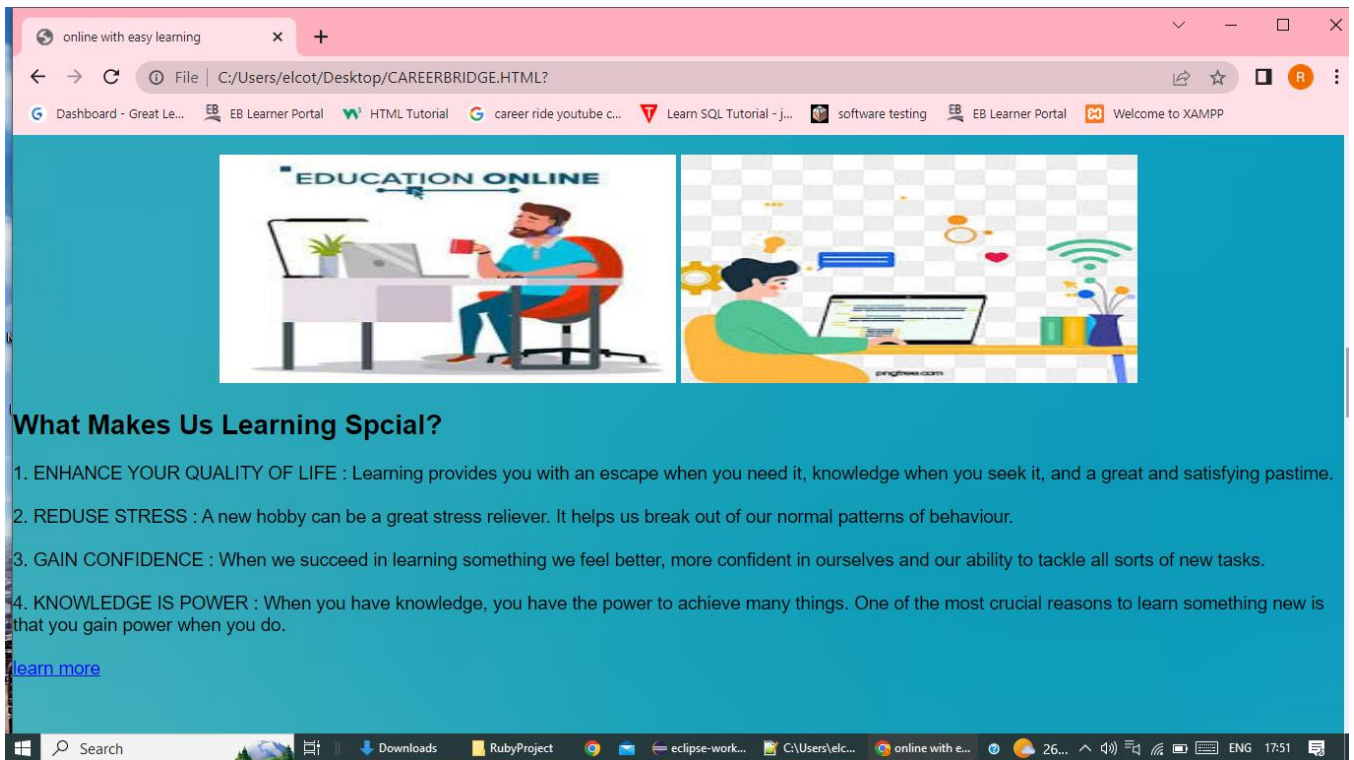 online with easy learning
File | C:/Users/elcot/Desktop/CAREERBRIDGE.HTML?
Dashboard - Great Le... EB Learner Portal HTML Tutorial career ride youtube c... Learn SQL Tutorial - j... software testing EB Learner Portal Welcome to XAMPP
EDUCATION ONLINE
pngtree.com
What Makes Us Learning Spcial?
1. ENHANCE YOUR QUALITY OF LIFE : Learning provides you with an escape when you need it, knowledge when you seek it, and a great and satisfying pastime.
2. REDUSE STRESS : A new hobby can be a great stress reliever. It helps us break out of our normal patterns of behaviour.
3. GAIN CONFIDENCE : When we succeed in learning something we feel better, more confident in ourselves and our ability to tackle all sorts of new tasks.
4. KNOWLEDGE IS POWER : When you have knowledge, you have the power to achieve many things. One of the most crucial reasons to learn something new is
that you gain power when you do.
learn more
Search Downloads RubyProject eclipse-work... C:\Users\elc... online with e... 26... ENG 17:51